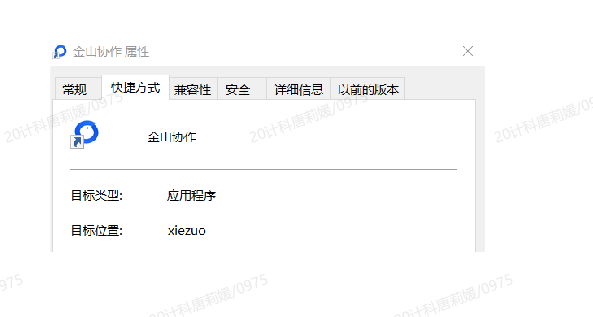 金山协作 属性
常规 快捷方式 兼容性 安全 详细信息 以前的版本
20计科唐莉媛/0975
20计科唐莉媛/0975
20计科唐莉媛/0975
金山协作
目标类型: 应用程序
目标位置: xiezuo
20计科唐莉媛/0975
20计科唐莉媛/0975